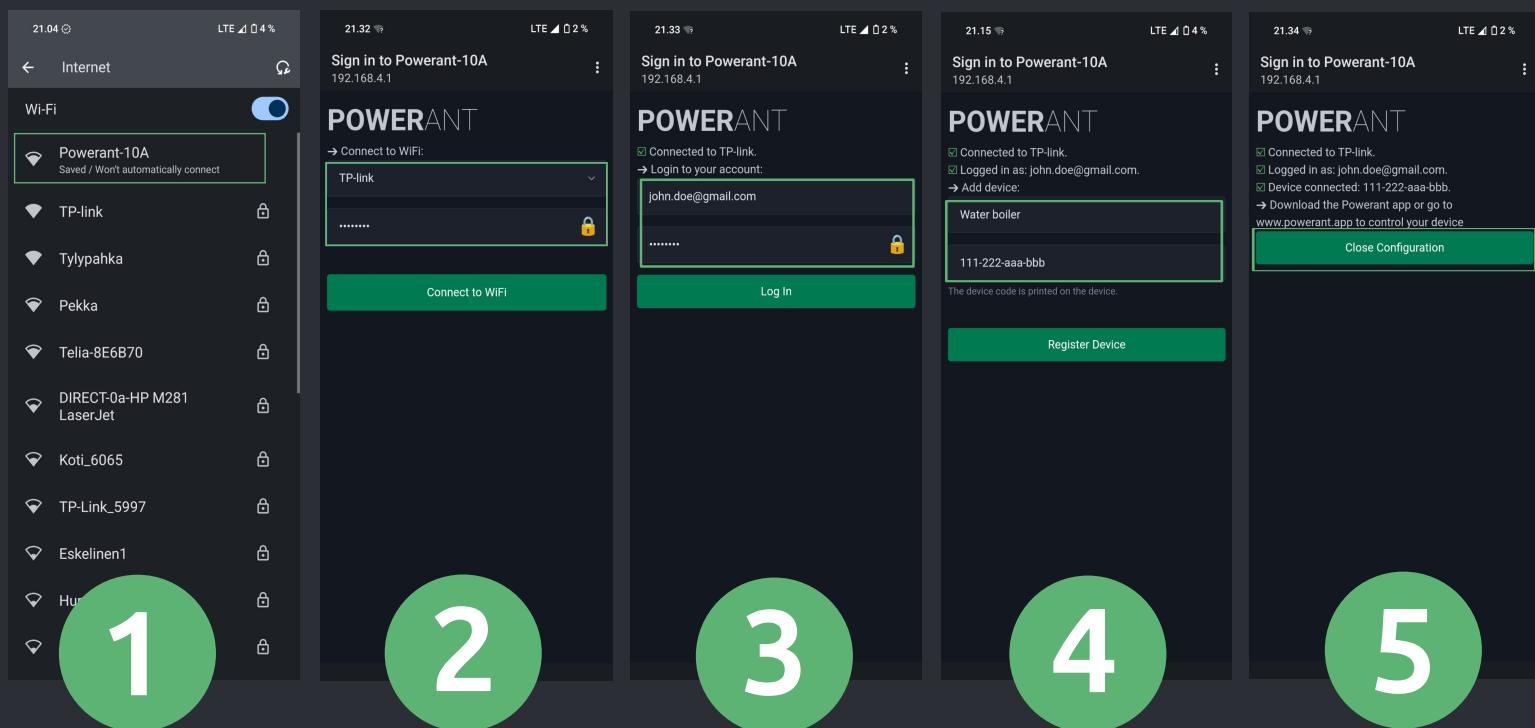 21.04 LTE 4 %
Internet
Wi-Fi
Powerant-10A
Saved / Won't automatically connect
TP-link
Tylypahka
Pekka
Telia-8E6B70
DIRECT-0a-HP M281
LaserJet
Koti_6065
TP-Link_5997
Eskelinen1
1
21.32 LTE 2 %
Sign in to Powerant-10A
192.168.4.1
POWERANT
→ Connect to WiFi:
TP-link
········
Connect to WiFi
2
21.33 LTE 2 %
Sign in to Powerant-10A
192.168.4.1
POWERANT
☑ Connected to TP-link.
→ Login to your account:
john.doe@gmail.com
········
Log In
3
21.15 LTE 4 %
Sign in to Powerant-10A
192.168.4.1
POWERANT
☑ Connected to TP-link.
☑ Logged in as: john.doe@gmail.com.
→ Add device:
Water boiler
111-222-aaa-bbb
The device code is printed on the device.
Register Device
4
21.34 LTE 2 %
Sign in to Powerant-10A
192.168.4.1
POWERANT
☑ Connected to TP-link.
☑ Logged in as: john.doe@gmail.com.
☑ Device connected: 111-222-aaa-bbb.
→ Download the Powerant app or go to
www.powerant.app to control your device
Close Configuration
5